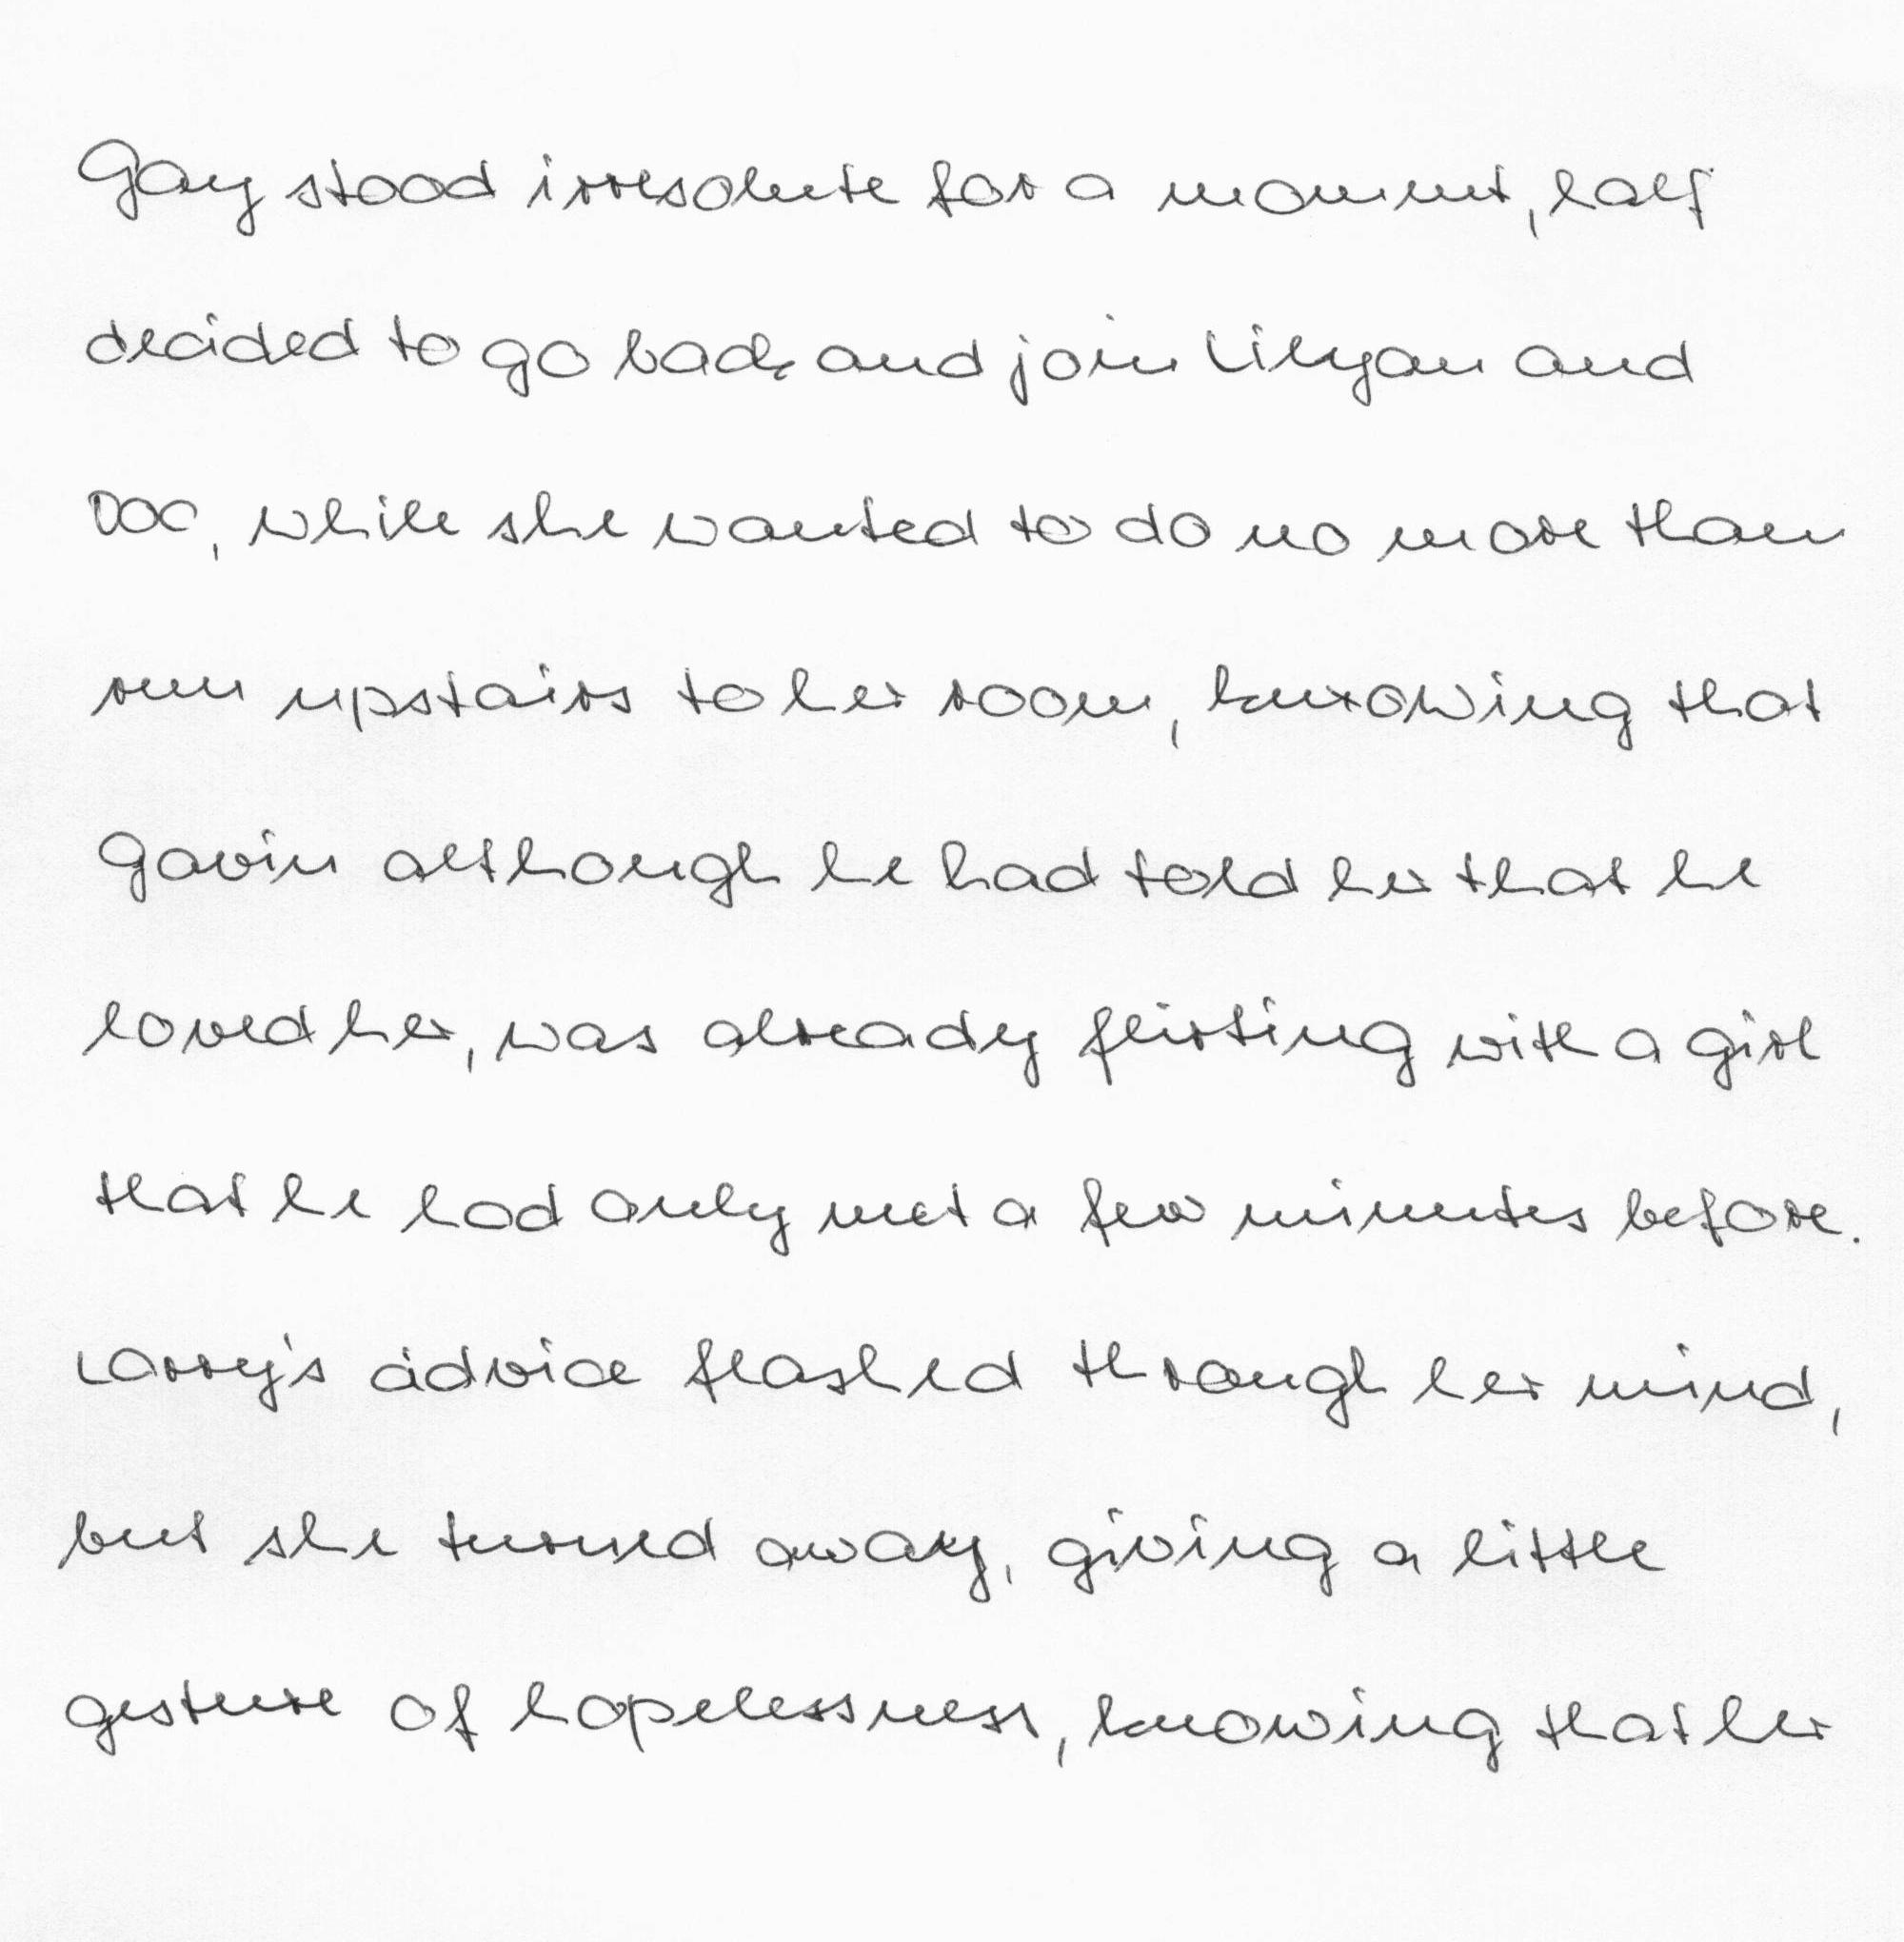 Gay stood irresolute for a moment, half
decided to go back and join Lilyan and
Doc, while she wanted to do no more than
run upstairs to her room, knowing that
Gavin although he had told her that he
loved her, was already flirting with a girl
that he had only met a few minutes before.
Larry's advice flashed through her mind,
but she turned away, giving a little
gesture of hopelessness, knowing that her